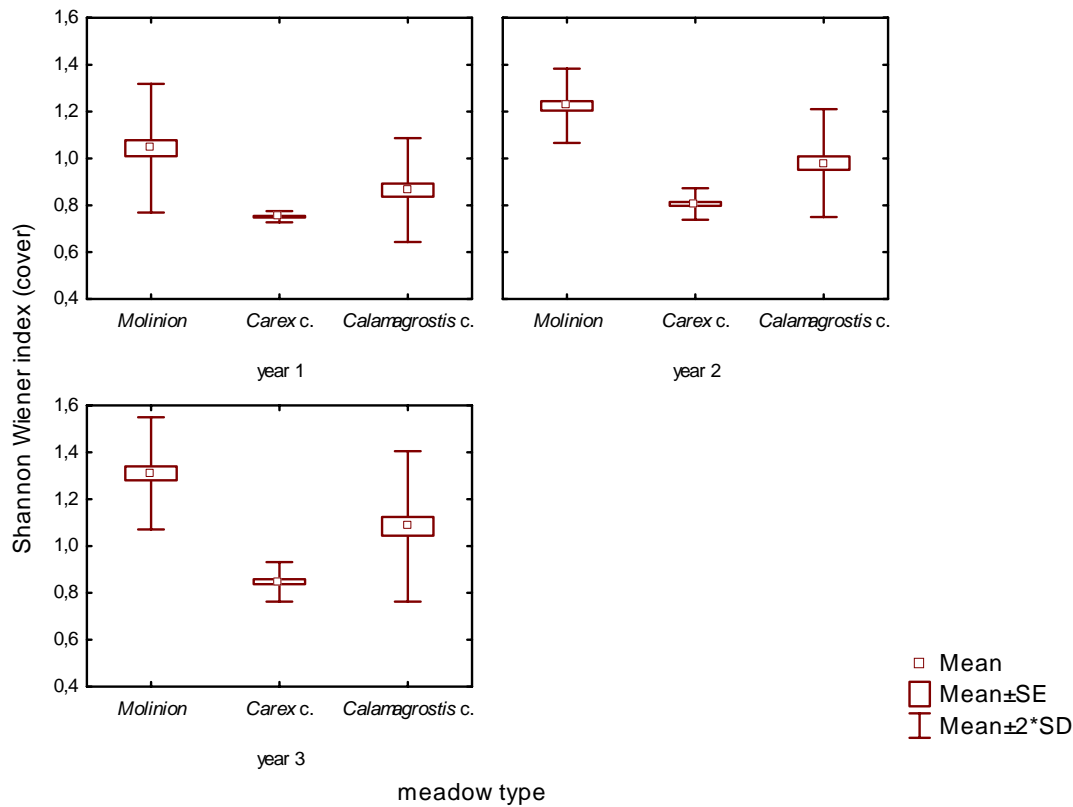 Shannon Wiener index (cover)
1,6
1,4
1,2
1,0
0,8
0,6
0,4
Molinion Carex c. Calamagrostis c.
year 1
Molinion Carex c. Calamagrostis c.
year 2
1,6
1,4
1,2
1,0
0,8
0,6
0,4
Molinion Carex c. Calamagrostis c.
year 3
meadow type
Mean
Mean±SE
Mean±2*SD